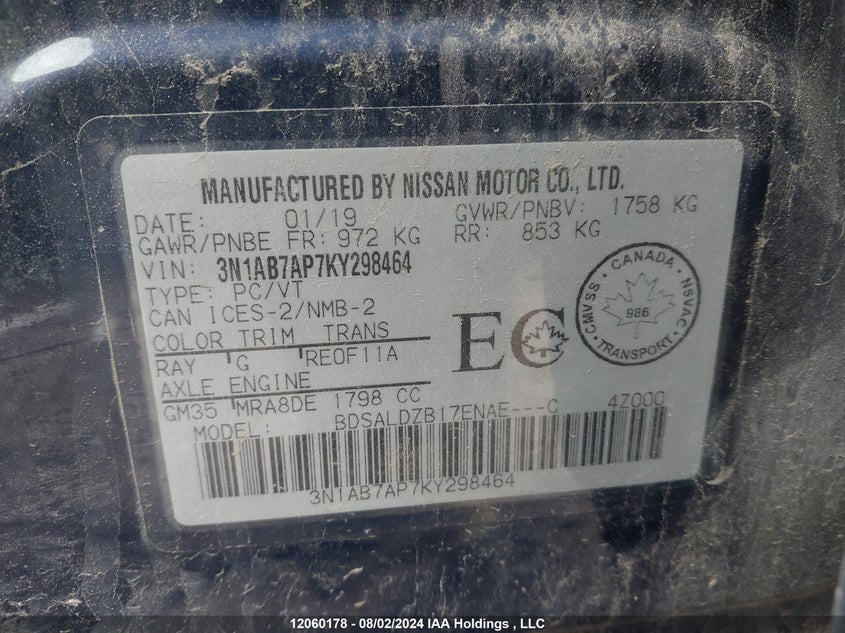 MANUFACTURED BY NISSAN MOTOR CO., LTD.
DATE: 01/19 GVWR/PNBV: 1758 KG
GAWR/PNBE FR: 972 KG RR: 853 KG
VIN: 3N1AB7AP7KY298464
TYPE: PC/VT
CAN ICES-2/NMB-2
COLOR TRIM TRANS
RAY G RE0F11A
AXLE ENGINE
GM35 MRA8DE 1798 CC
MODEL: BDSALDZB17ENAE---C 4Z000
3N1AB7AP7KY298464
EC
CANADA
CMVSS NSVAC
986
TRANSPORT
12060178 - 08/02/2024 IAA Holdings , LLC